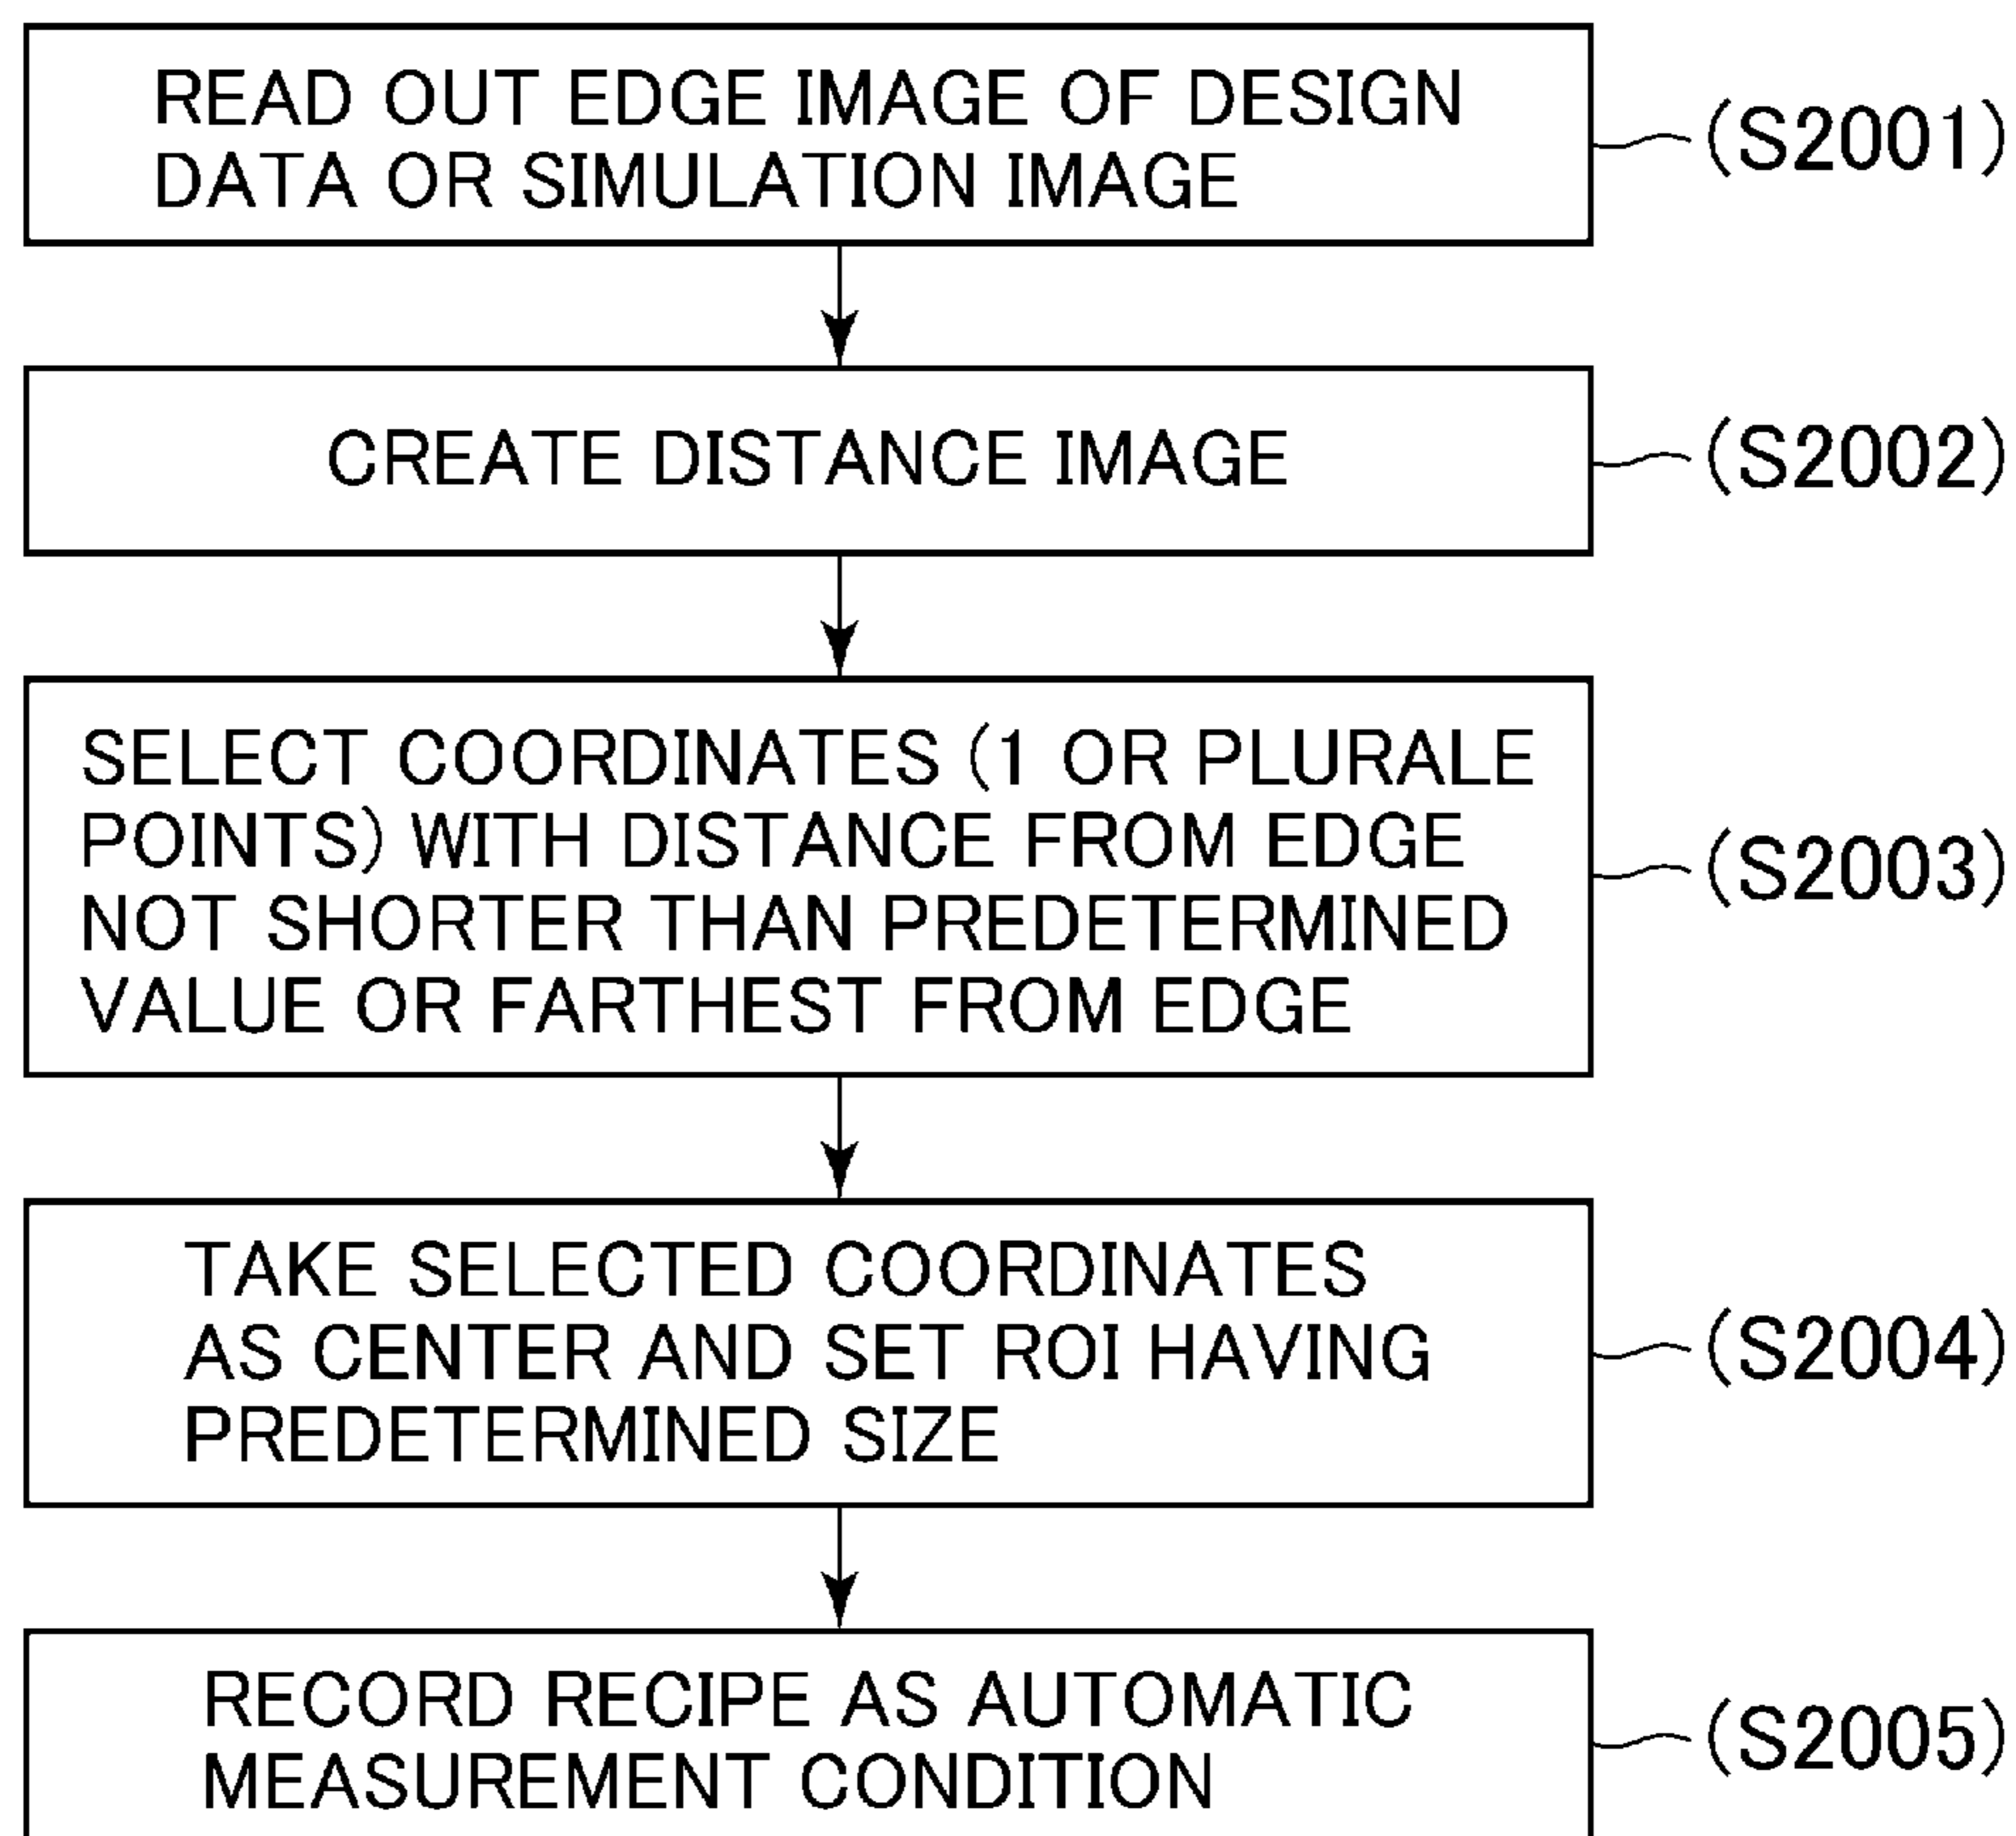 READ OUT EDGE IMAGE OF DESIGN
DATA OR SIMULATION IMAGE
(S2001)
CREATE DISTANCE IMAGE
(S2002)
SELECT COORDINATES (1 OR PLURALE
POINTS) WITH DISTANCE FROM EDGE
NOT SHORTER THAN PREDETERMINED
VALUE OR FARTHEST FROM EDGE
(S2003)
TAKE SELECTED COORDINATES
AS CENTER AND SET ROI HAVING
PREDETERMINED SIZE
(S2004)
RECORD RECIPE AS AUTOMATIC
MEASUREMENT CONDITION
(S2005)